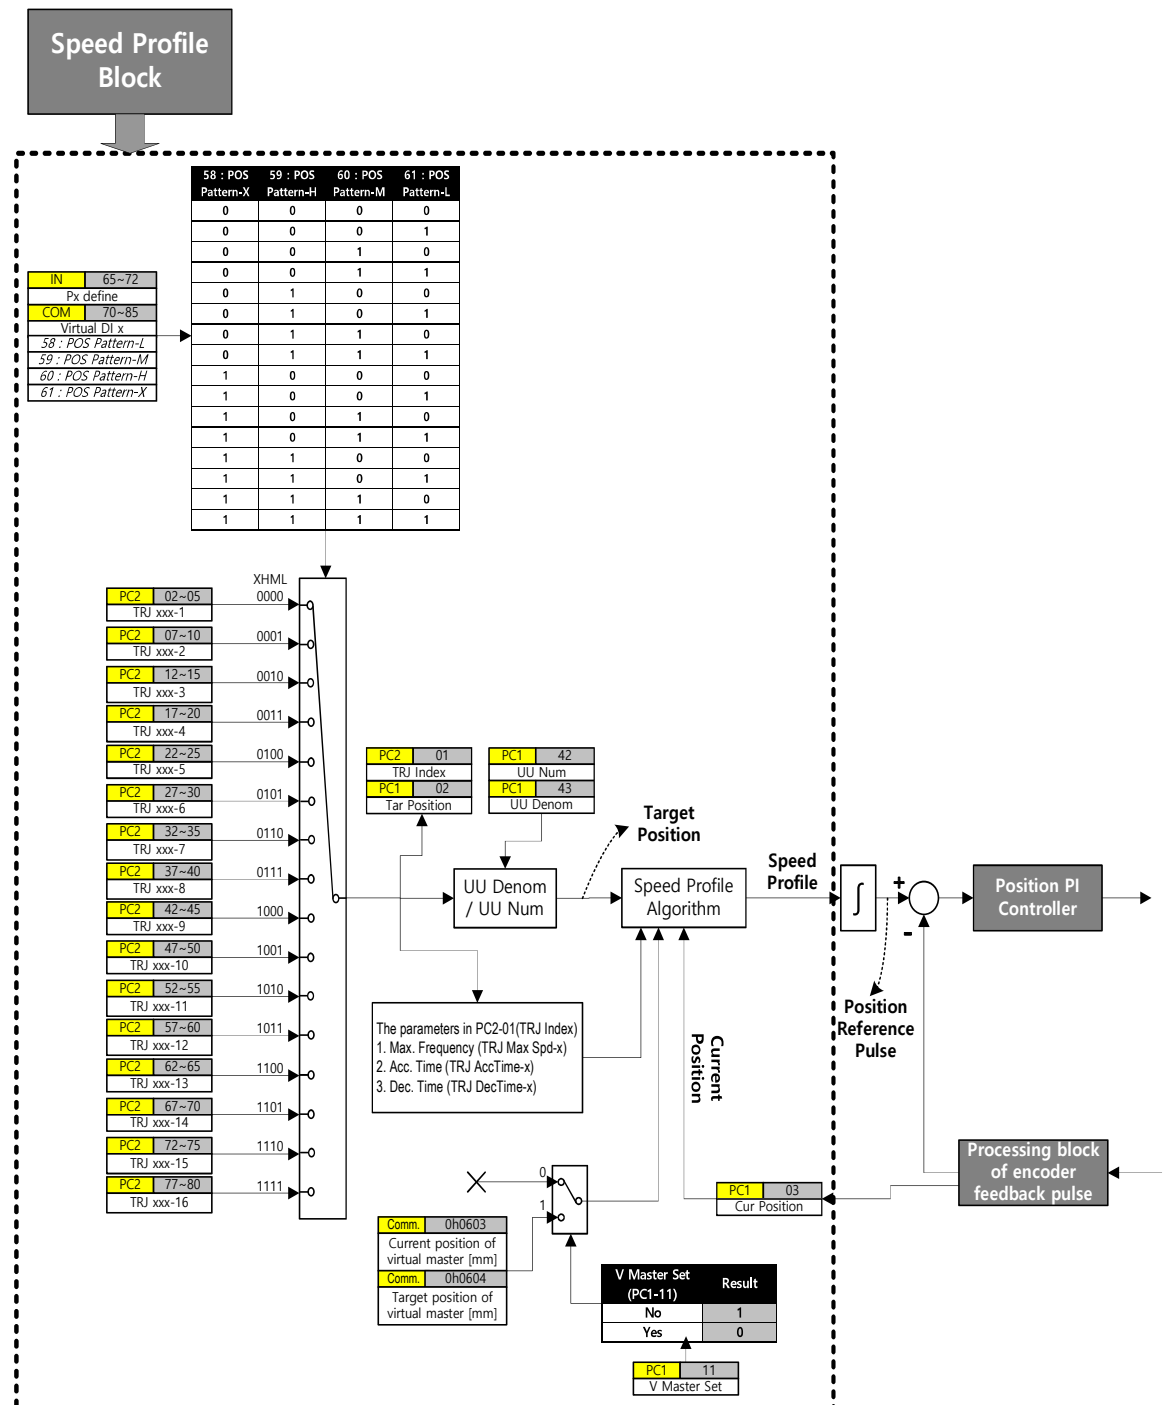 Speed Profile
Block
58 : POS Pattern-X 59 : POS Pattern-H 60 : POS Pattern-M 61 : POS Pattern-L
0 0 0 0
0 0 0 1
0 0 1 0
0 0 1 1
0 1 0 0
0 1 0 1
0 1 1 0
0 1 1 1
1 0 0 0
1 0 0 1
1 0 1 0
1 0 1 1
1 1 0 0
1 1 0 1
1 1 1 0
1 1 1 1
IN 65~72
Px define
COM 70~85
Virtual DI x
58 : POS Pattern-L
59 : POS Pattern-M
60 : POS Pattern-H
61 : POS Pattern-X
XHML
PC2 02~05 0000
TRJ xxx-1
PC2 07~10 0001
TRJ xxx-2
PC2 12~15 0010
TRJ xxx-3
PC2 17~20 0011
TRJ xxx-4
PC2 22~25 0100
TRJ xxx-5
PC2 27~30 0101
TRJ xxx-6
PC2 32~35 0110
TRJ xxx-7
PC2 37~40 0111
TRJ xxx-8
PC2 42~45 1000
TRJ xxx-9
PC2 47~50 1001
TRJ xxx-10
PC2 52~55 1010
TRJ xxx-11
PC2 57~60 1011
TRJ xxx-12
PC2 62~65 1100
TRJ xxx-13
PC2 67~70 1101
TRJ xxx-14
PC2 72~75 1110
TRJ xxx-15
PC2 77~80 1111
TRJ xxx-16
PC2 01
TRJ Index
PC1 02
Tar Position
PC1 42
UU Num
PC1 43
UU Denom
Target
Position
UU Denom
/ UU Num
Speed Profile
Algorithm
Speed
Profile
∫
+
-
Position PI
Controller
Position
Reference
Pulse
The parameters in PC2-01(TRJ Index)
1. Max. Frequency (TRJ Max Spd-x)
2. Acc. Time (TRJ AccTime-x)
3. Dec. Time (TRJ DecTime-x)
Current
Position
Processing block
of encoder
feedback pulse
PC1 03
Cur Position
0
1
Comm. 0h0603
Current position of
virtual master [mm]
Comm. 0h0604
Target position of
virtual master [mm]
V Master Set (PC1-11) Result
No 1
Yes 0
PC1 11
V Master Set